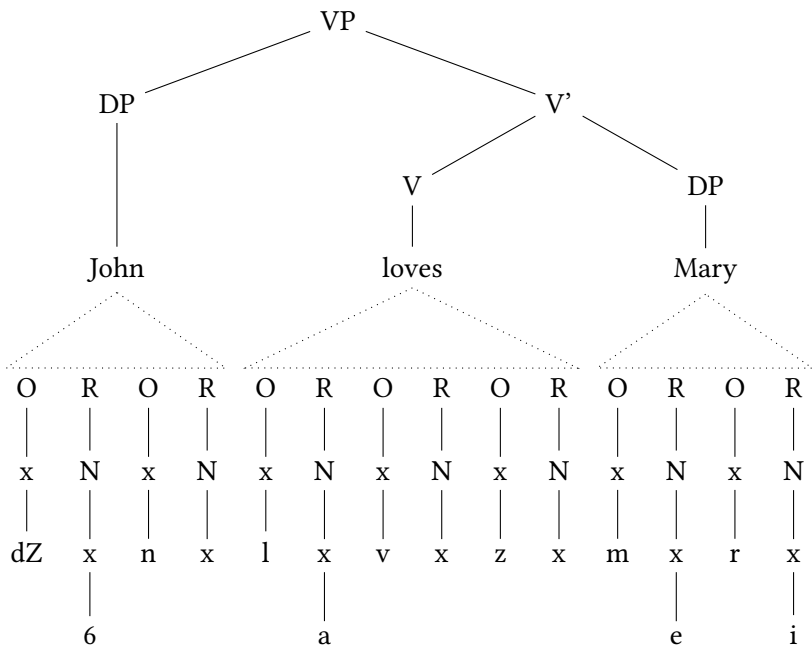 VP
DP V’
V DP
John loves Mary
O R O R O R O R O R O R O R
x N x N x N x N x N x N x N
dZ x n x l x v x z x m x r x
6 a e i